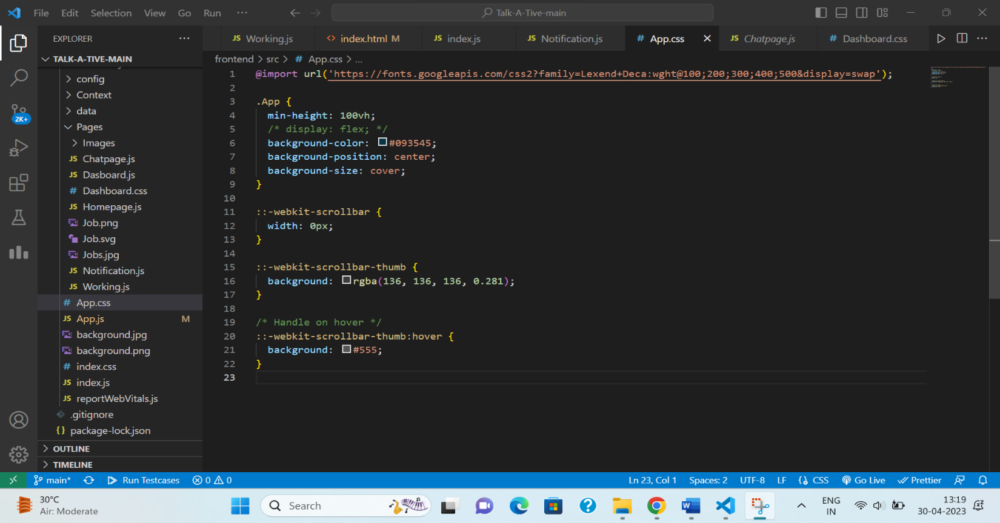 File Edit Selection View Go Run ··· Talk-A-Tive-main
EXPLORER ···
Working.js index.html M index.js Notification.js App.css Chatpage.js Dashboard.css ···
TALK-A-TIVE-MAIN
frontend > src > # App.css > ...
config
Context
data
Pages
Images
JS Chatpage.js
JS Dasboard.js
# Dashboard.css
JS Homepage.js
Job.png
Job.svg
Jobs.jpg
JS Notification.js
JS Working.js
# App.css
JS App.js M
background.jpg
background.png
# index.css
JS index.js
JS reportWebVitals.js
.gitignore
{} package-lock.json
OUTLINE
TIMELINE
2K+
1 @import url('https://fonts.googleapis.com/css2?family=Lexend+Deca:wght@100;200;300;400;500&display=swap');
2
3 .App {
4 min-height: 100vh;
5 /* display: flex; */
6 background-color: #093545;
7 background-position: center;
8 background-size: cover;
9 }
10
11 ::-webkit-scrollbar {
12 width: 0px;
13 }
14
15 ::-webkit-scrollbar-thumb {
16 background: rgba(136, 136, 136, 0.281);
17 }
18
19 /* Handle on hover */
20 ::-webkit-scrollbar-thumb:hover {
21 background: #555;
22 }
23
main* Run Testcases 0 0 Ln 23, Col 1 Spaces: 2 UTF-8 LF {} CSS Go Live Prettier
30°C
Air: Moderate
Search
ENG
IN
13:19
30-04-2023